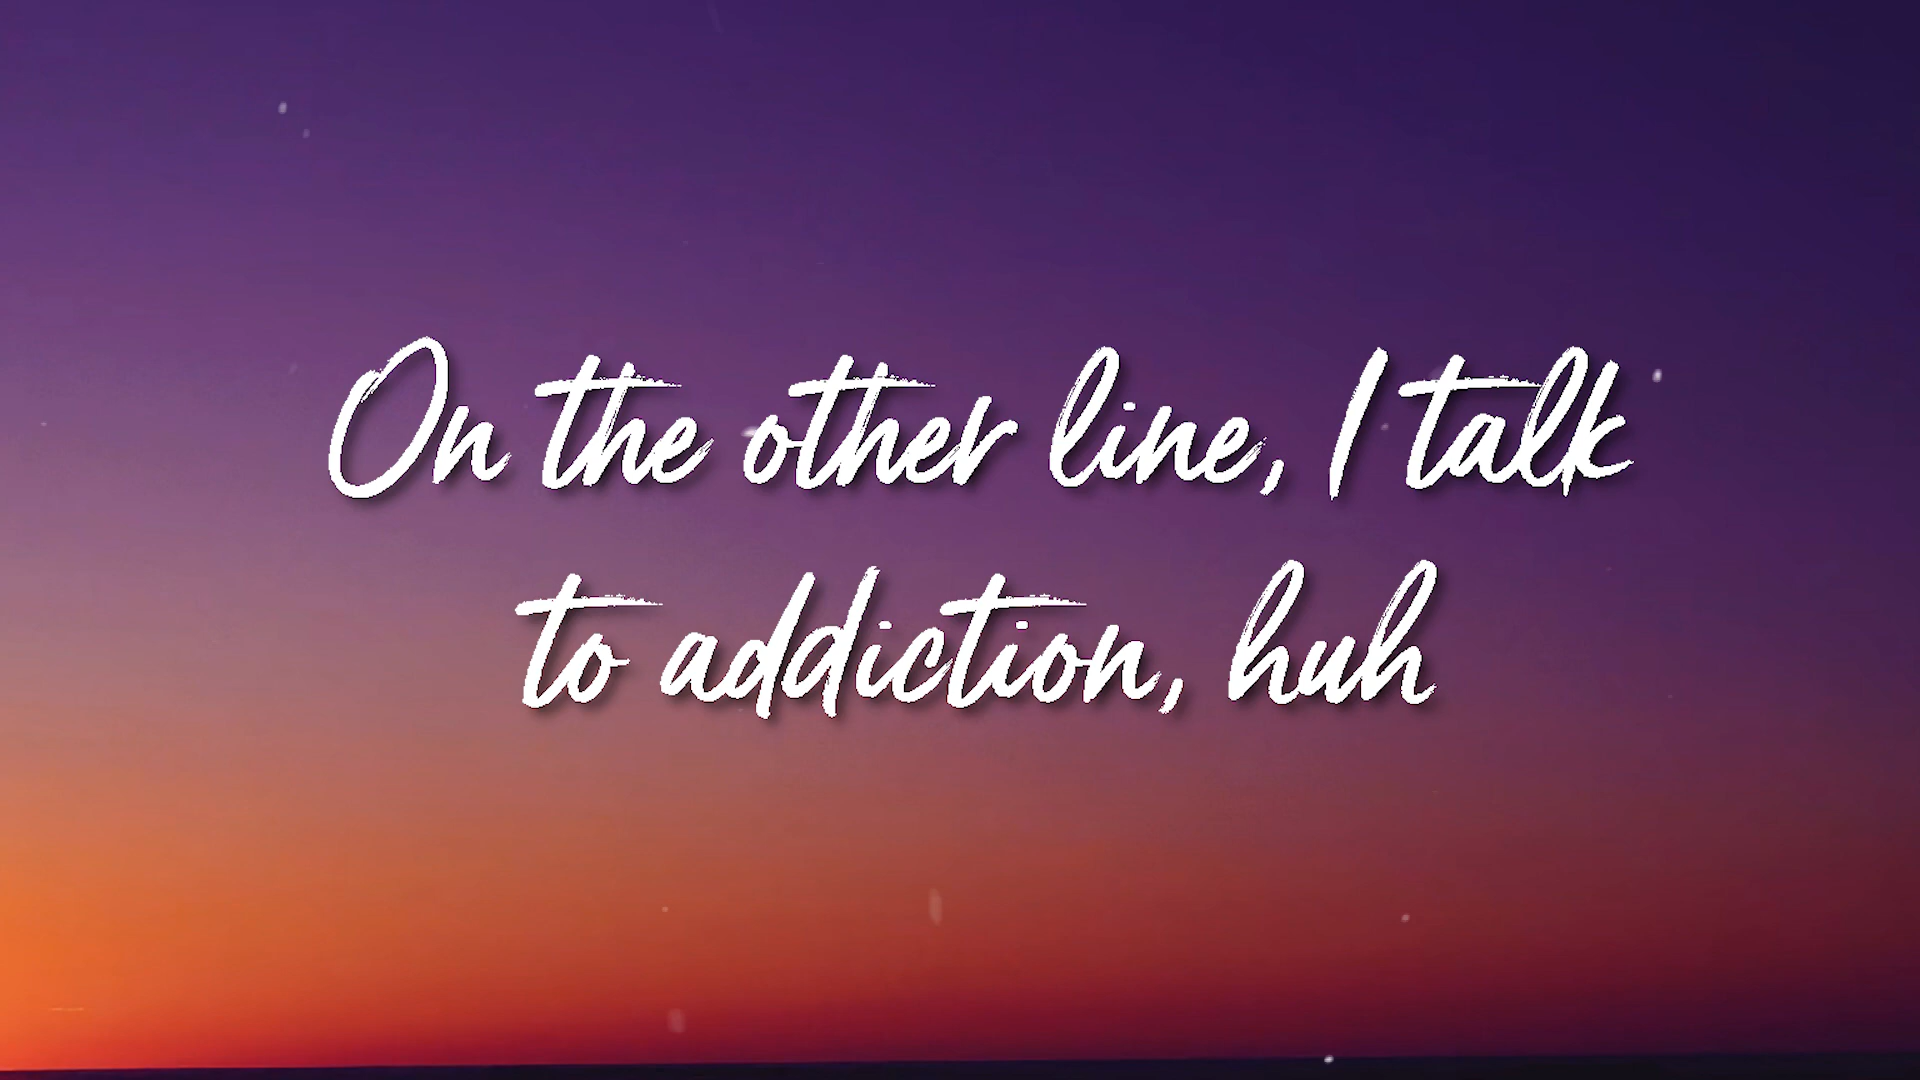 On the other line, I talk
to addiction, huh